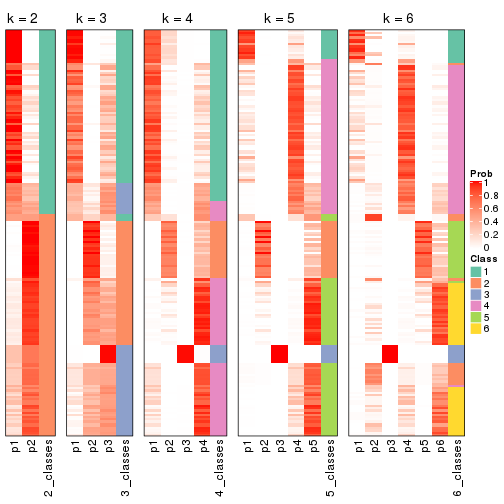 k = 2
k = 3
k = 4
k = 5
k = 6
p1
p2
2_classes
p1
p2
p3
3_classes
p1
p2
p3
p4
4_classes
p1
p2
p3
p4
p5
5_classes
p1
p2
p3
p4
p5
p6
6_classes
Prob
1
0.8
0.6
0.4
0.2
0
Class
1
2
3
4
5
6